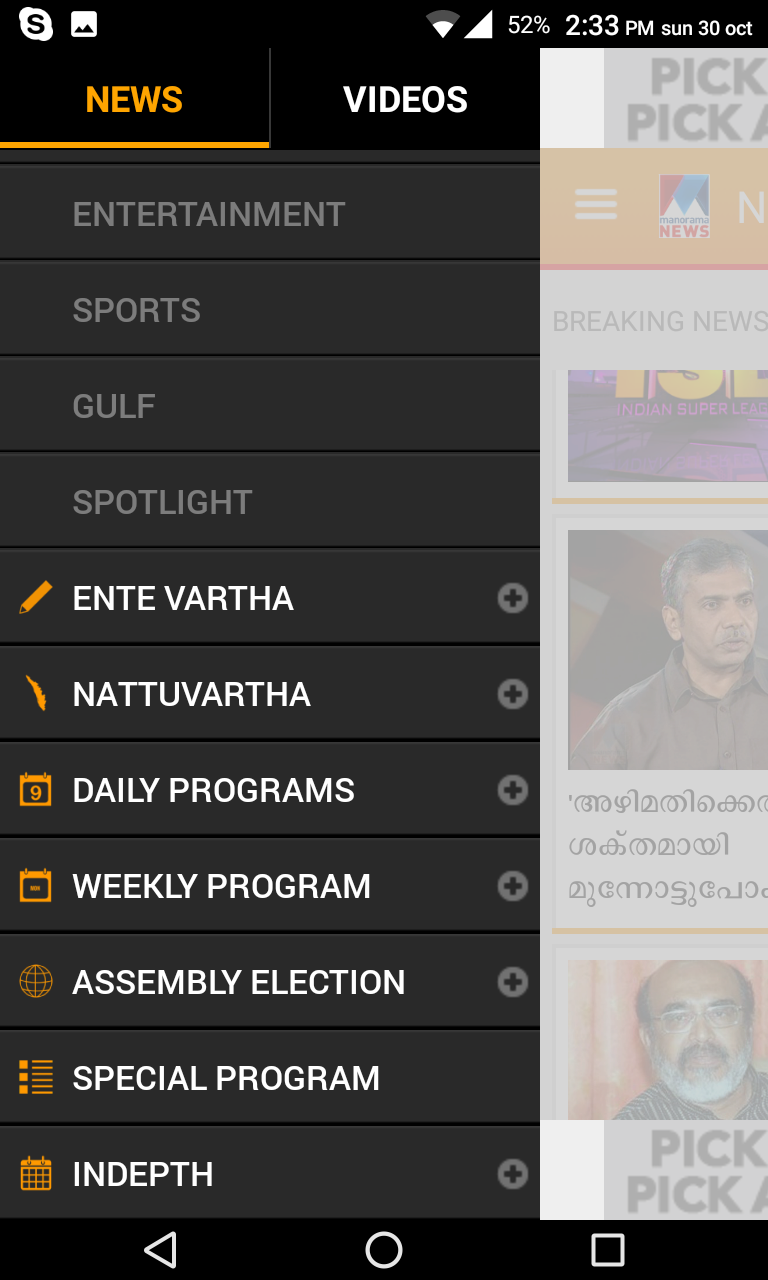 52% 2:33 PM sun 30 oct
NEWS VIDEOS
PICK
PICK A
manorama
NEWS
N
ENTERTAINMENT
SPORTS
BREAKING NEWS
GULF
INDIAN SUPER LEAG
SPOTLIGHT
ENTE VARTHA
NATTUVARTHA
9 DAILY PROGRAMS
'അഴിമതിക്കെ
ശക്തമായി
മുന്നോട്ടുപോ
WEEKLY PROGRAM
ASSEMBLY ELECTION
SPECIAL PROGRAM
INDEPTH
PICK
PICK A